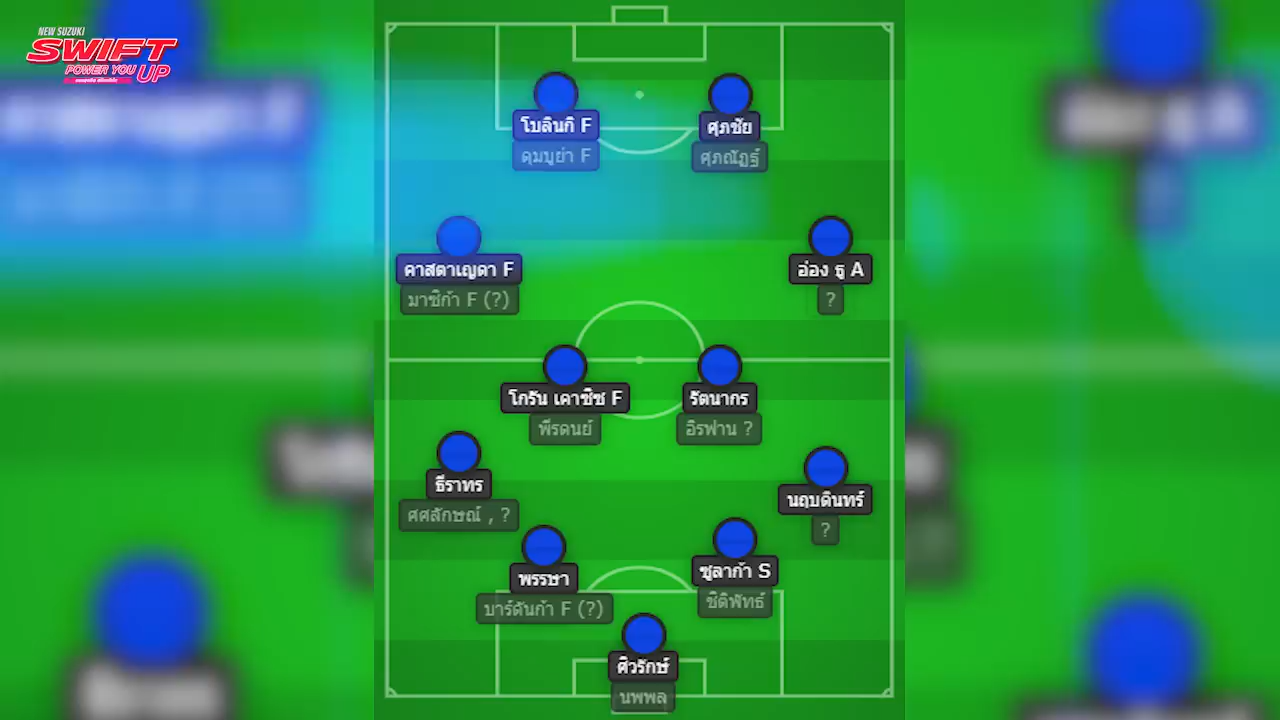 NEW SUZUKI
SWIFT
POWER YOU UP
โบลินกิ F
ดุมบูย่า F
ศุภชัย
ศุภณัฏฐ์
คาสตาเญดา F
มาซิก้า F (?)
อ่อง ธู A
?
โกรัน เคาซิช F
พีรดนย์
รัตนากร
อิรฟาน ?
ธีราทร
ศศลักษณ์ , ?
นฤบดินทร์
?
พรรษา
บาร์ดันก้า F (?)
ซูลาก้า S
ชิติพัทธ์
ศิวรักษ์
นพพล